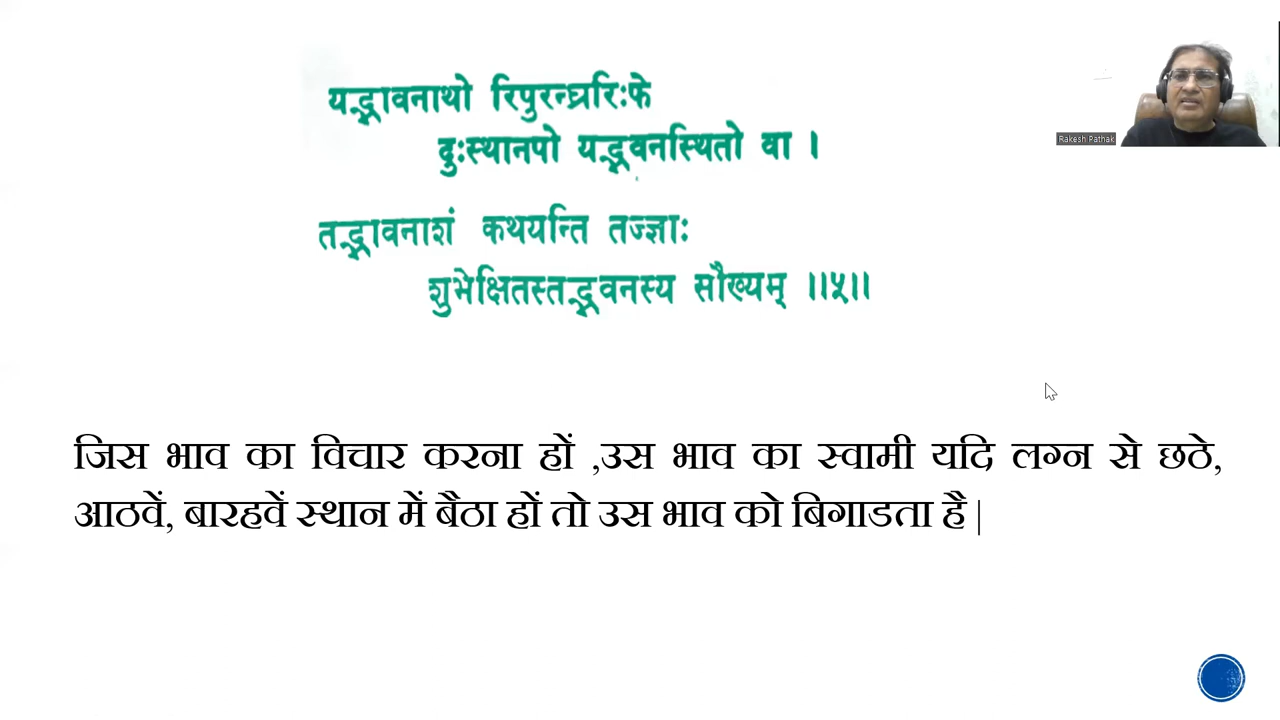 यद्भावनाथो रिपुरन्ध्ररिःफे
दुःस्थानपो यद्भवनस्थितो वा ।
तद्भावनाशं कथयन्ति तज्ज्ञाः
शुभेक्षितस्तद्भवनस्य सौख्यम् ।।५।।
Rakesh Pathak
जिस भाव का विचार करना हों ,उस भाव का स्वामी यदि लग्न से छठे,
आठवें, बारहवें स्थान में बैठा हों तो उस भाव को बिगाडता है |